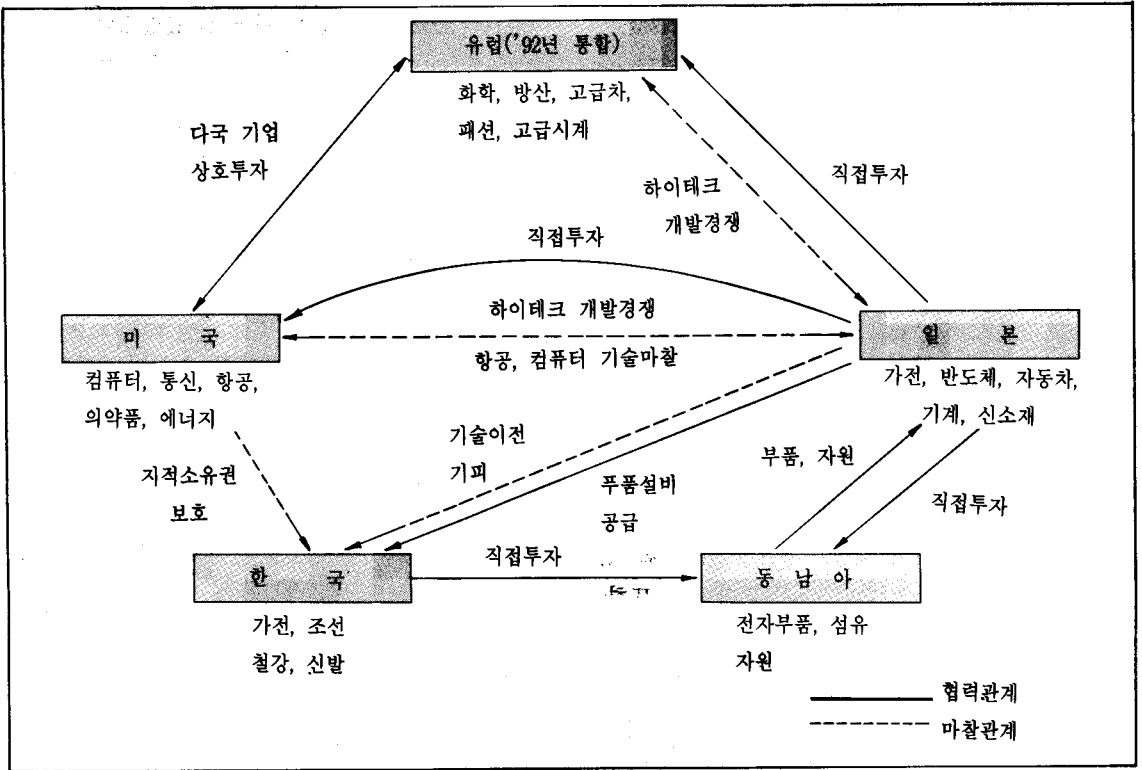 유럽('92년 통합)
화학, 방산, 고급차,
패션, 고급시계
다국 기업
상호투자
하이테크
개발경쟁
직접투자
직접투자
하이테크 개발경쟁
미 국
일 본
항공, 컴퓨터 기술마찰
컴퓨터, 통신, 항공,
의약품, 에너지
가전, 반도체, 자동차,
기계, 신소재
기술이전
기피
부품, 자원
지적소유권
보호
푸품설비
공급
직접투자
직접투자
한 국
동 남 아
가전, 조선
철강, 신발
전자부품, 섬유
자원
협력관계
마찰관계